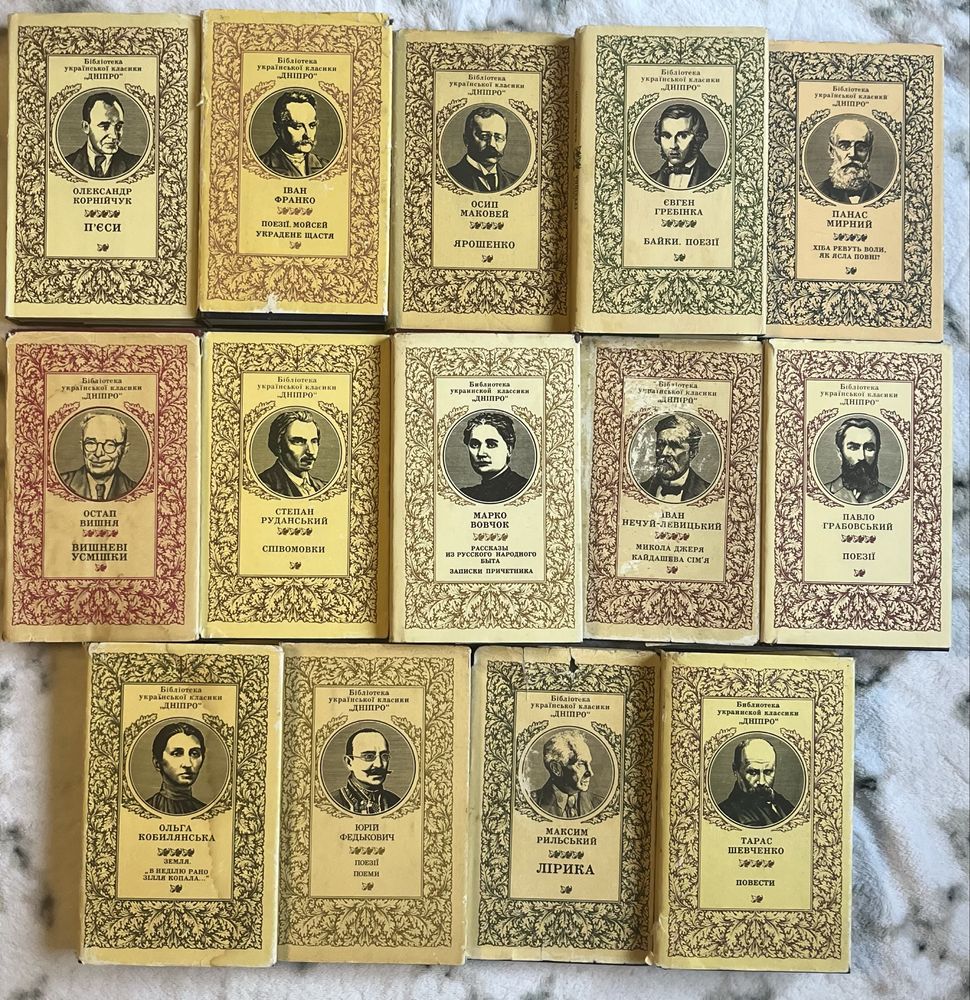 Бібліотека
української класики
„ДНІПРО"
ОЛЕКСАНДР
КОРНІЙЧУК
П'ЄСИ
Бібліотека
української класики
„ДНІПРО"
ІВАН
ФРАНКО
ПОЕЗІЇ. МОЙСЕЙ
УКРАДЕНЕ ЩАСТЯ
Бібліотека
української класики
„ДНІПРО"
ОСИП
МАКОВЕЙ
ЯРОШЕНКО
Бібліотека
української класики
„ДНІПРО"
ЄВГЕН
ГРЕБІНКА
БАЙКИ. ПОЕЗІЇ
Бібліотека
української класики
„ДНІПРО"
ПАНАС
МИРНИЙ
ХІБА РЕВУТЬ ВОЛИ,
ЯК ЯСЛА ПОВНІ?
Бібліотека
української класики
„ДНІПРО"
ОСТАП
ВИШНЯ
ВИШНЕВІ
УСМІШКИ
Бібліотека
української класики
„ДНІПРО"
СТЕПАН
РУДАНСЬКИЙ
СПІВОМОВКИ
Библиотека
украинской классики
„ДНІПРО"
МАРКО
ВОВЧОК
РАССКАЗЫ
ИЗ РУССКОГО НАРОДНОГО
БЫТА
ЗАПИСКИ ПРИЧЕТНИКА
Бібліотека
української класики
„ДНІПРО"
ІВАН
НЕЧУЙ-ЛЕВИЦЬКИЙ
МИКОЛА ДЖЕРЯ
КАЙДАШЕВА СІМ'Я
Бібліотека
української класики
„ДНІПРО"
ПАВЛО
ГРАБОВСЬКИЙ
ПОЕЗІЇ
Бібліотека
української класики
„ДНІПРО"
ОЛЬГА
КОБИЛЯНСЬКА
ЗЕМЛЯ.
„В НЕДІЛЮ РАНО
ЗІЛЛЯ КОПАЛА..."
Бібліотека
української класики
„ДНІПРО"
ЮРІЙ
ФЕДЬКОВИЧ
ПОЕЗІЇ
ПОЕМИ
Бібліотека
української класики
„ДНІПРО"
МАКСИМ
РИЛЬСЬКИЙ
ЛІРИКА
Библиотека
украинской классики
„ДНІПРО"
ТАРАС
ШЕВЧЕНКО
ПОВЕСТИ